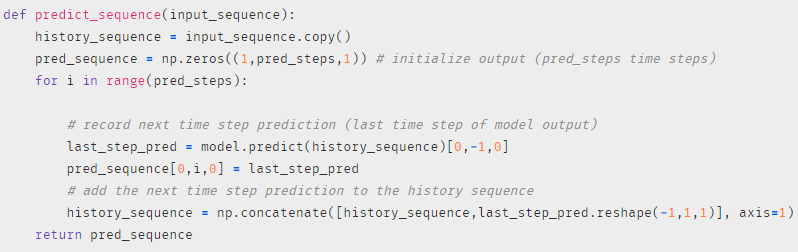 def predict_sequence(input_sequence):
    history_sequence = input_sequence.copy()
    pred_sequence = np.zeros((1,pred_steps,1)) # initialize output (pred_steps time steps)
    for i in range(pred_steps):

        # record next time step prediction (last time step of model output)
        last_step_pred = model.predict(history_sequence)[0,-1,0]
        pred_sequence[0,i,0] = last_step_pred
        # add the next time step prediction to the history sequence
        history_sequence = np.concatenate([history_sequence,last_step_pred.reshape(-1,1,1)], axis=1)
    return pred_sequence